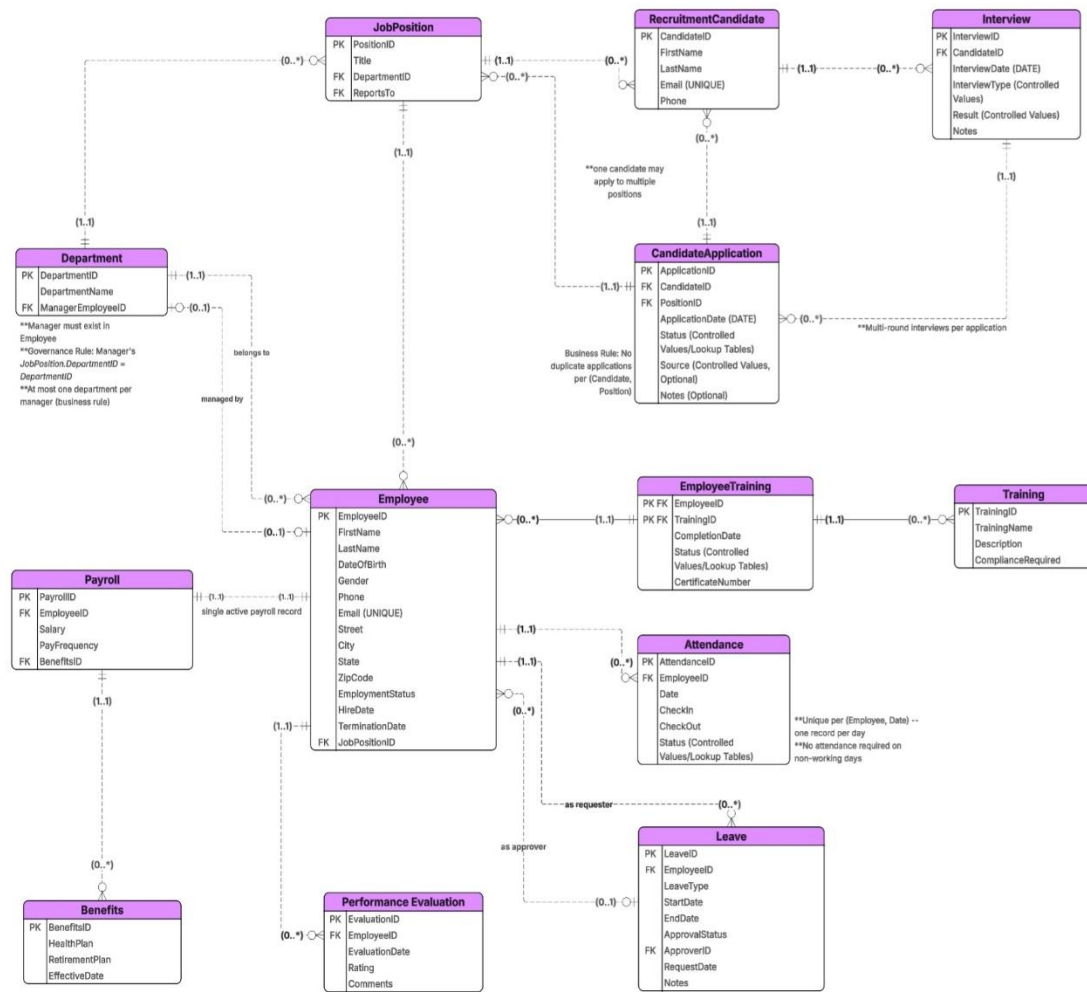 JobPosition
PK PositionID
Title
FK DepartmentID
FK ReportsTo
(0..*)
(1..1)
(0..*)
(0..*)
(1..1)
RecruitmentCandidate
PK CandidateID
FirstName
LastName
Email (UNIQUE)
Phone
(1..1)
(0..*)
(0..*)
Interview
PK InterviewID
FK CandidateID
InterviewDate (DATE)
InterviewType (Controlled
Values)
Result (Controlled Values)
Notes
(1..1)
**one candidate may
apply to multiple
positions
(1..1)
(1..1)
Department
PK DepartmentID
DepartmentName
FK ManagerEmployeeID
(1..1)
(0..1)
**Manager must exist in
Employee
**Governance Rule: Manager's
JobPosition.DepartmentID =
DepartmentID
**At most one department per
manager (business rule)
belongs to
managed by
CandidateApplication
PK ApplicationID
FK CandidateID
FK PositionID
ApplicationDate (DATE)
Status (Controlled
Values/Lookup Tables)
Source (Controlled Values,
Optional)
Notes (Optional)
(1..1)
(0..*)
**Multi-round interviews per application
Business Rule: No
duplicate applications
per (Candidate,
Position)
(0..*)
(0..*)
(0..1)
Employee
PK EmployeeID
FirstName
LastName
DateOfBirth
Gender
Phone
Email (UNIQUE)
Street
City
State
ZipCode
EmploymentStatus
HireDate
TerminationDate
FK JobPositionID
(0..*)
(1..1)
EmployeeTraining
PK FK EmployeeID
PK FK TrainingID
CompletionDate
Status (Controlled
Values/Lookup Tables)
CertificateNumber
(1..1)
(0..*)
Training
PK TrainingID
TrainingName
Description
ComplianceRequired
Payroll
PK PayrollID
FK EmployeeID
Salary
PayFrequency
FK BenefitsID
(1..1)
(1..1)
single active payroll record
(1..1)
(1..1)
(0..*)
(1..1)
(0..*)
(1..1)
Attendance
PK AttendanceID
FK EmployeeID
Date
CheckIn
CheckOut
Status (Controlled
Values/Lookup Tables)
**Unique per (Employee, Date) --
one record per day
**No attendance required on
non-working days
as requester
(0..*)
as approver
(0..1)
Leave
PK LeaveID
FK EmployeeID
LeaveType
StartDate
EndDate
ApprovalStatus
FK ApproverID
RequestDate
Notes
(0..*)
Benefits
PK BenefitsID
HealthPlan
RetirementPlan
EffectiveDate
(0..*)
Performance Evaluation
PK EvaluationID
FK EmployeeID
EvaluationDate
Rating
Comments